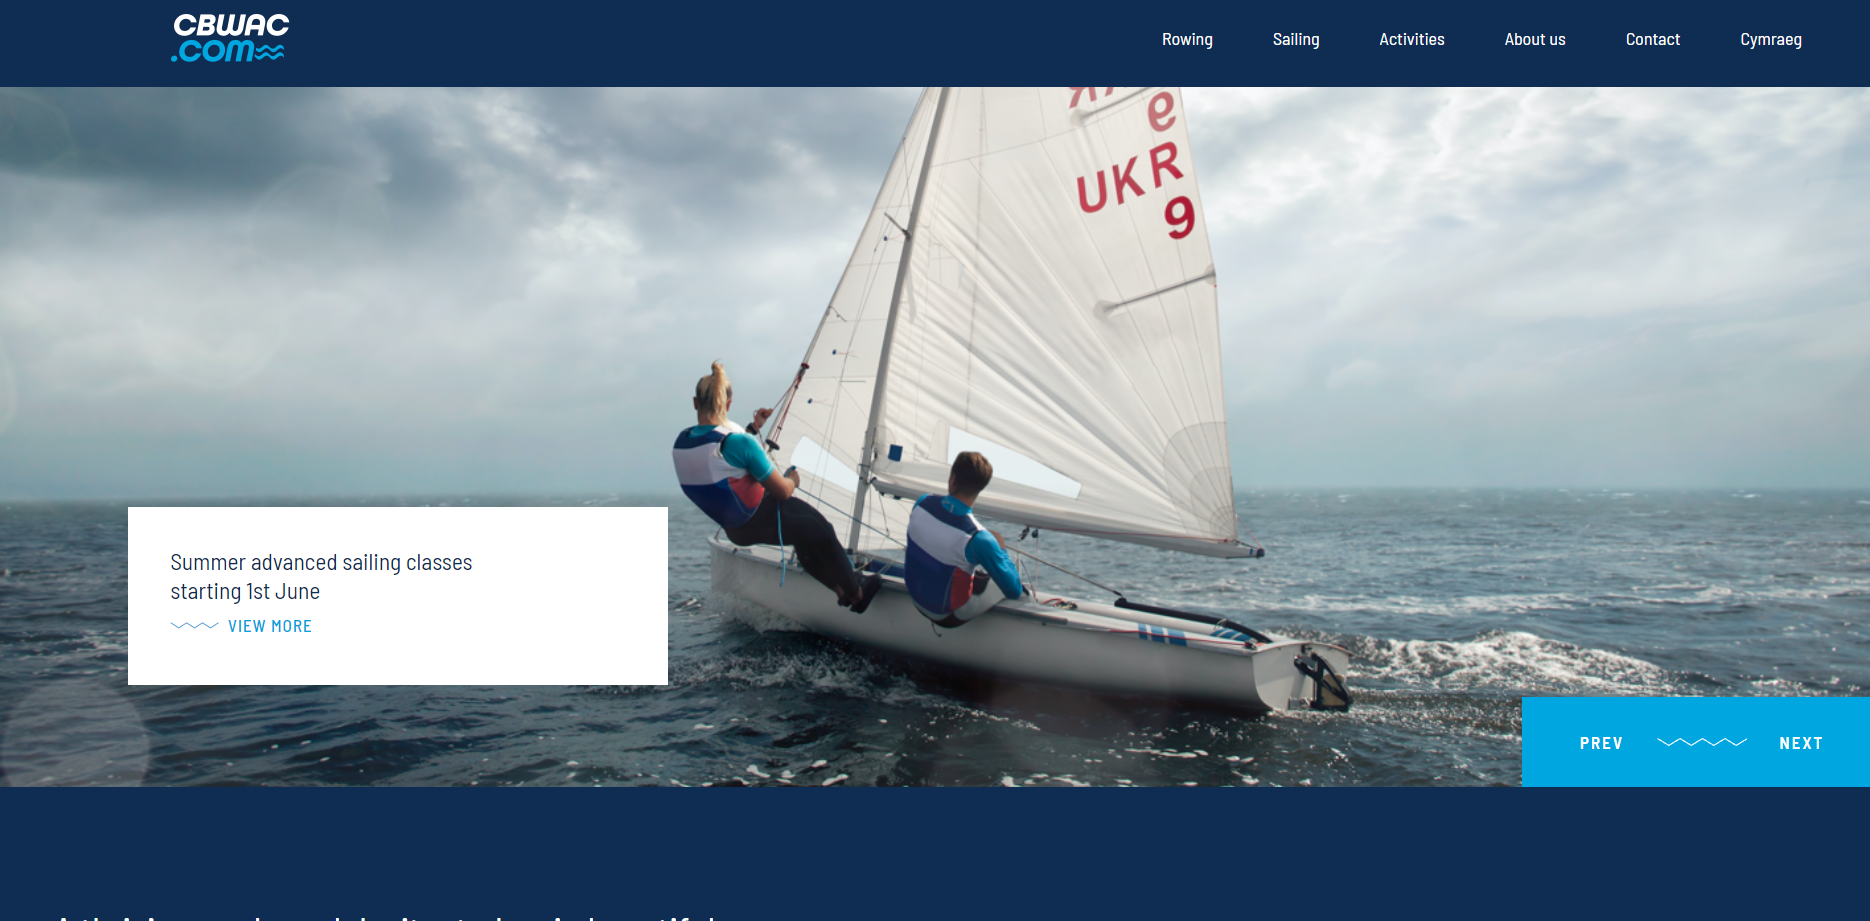 CBWAC
.COM
Rowing
Sailing
Activities
About us
Contact
Cymraeg
e
UKR
9
Summer advanced sailing classes
starting 1st June
VIEW MORE
PREV
NEXT